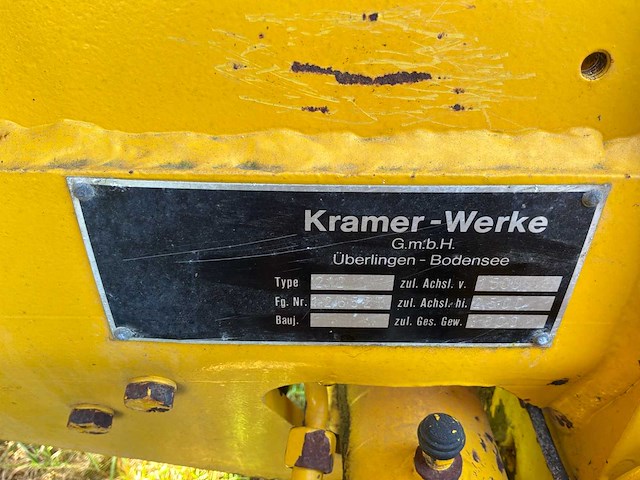 Kramer-Werke
G.m.b.H.
Überlingen - Bodensee
Type zul. Achsl. v.
Fg. Nr. zul. Achsl. hi.
Bauj. zul. Ges. Gew.